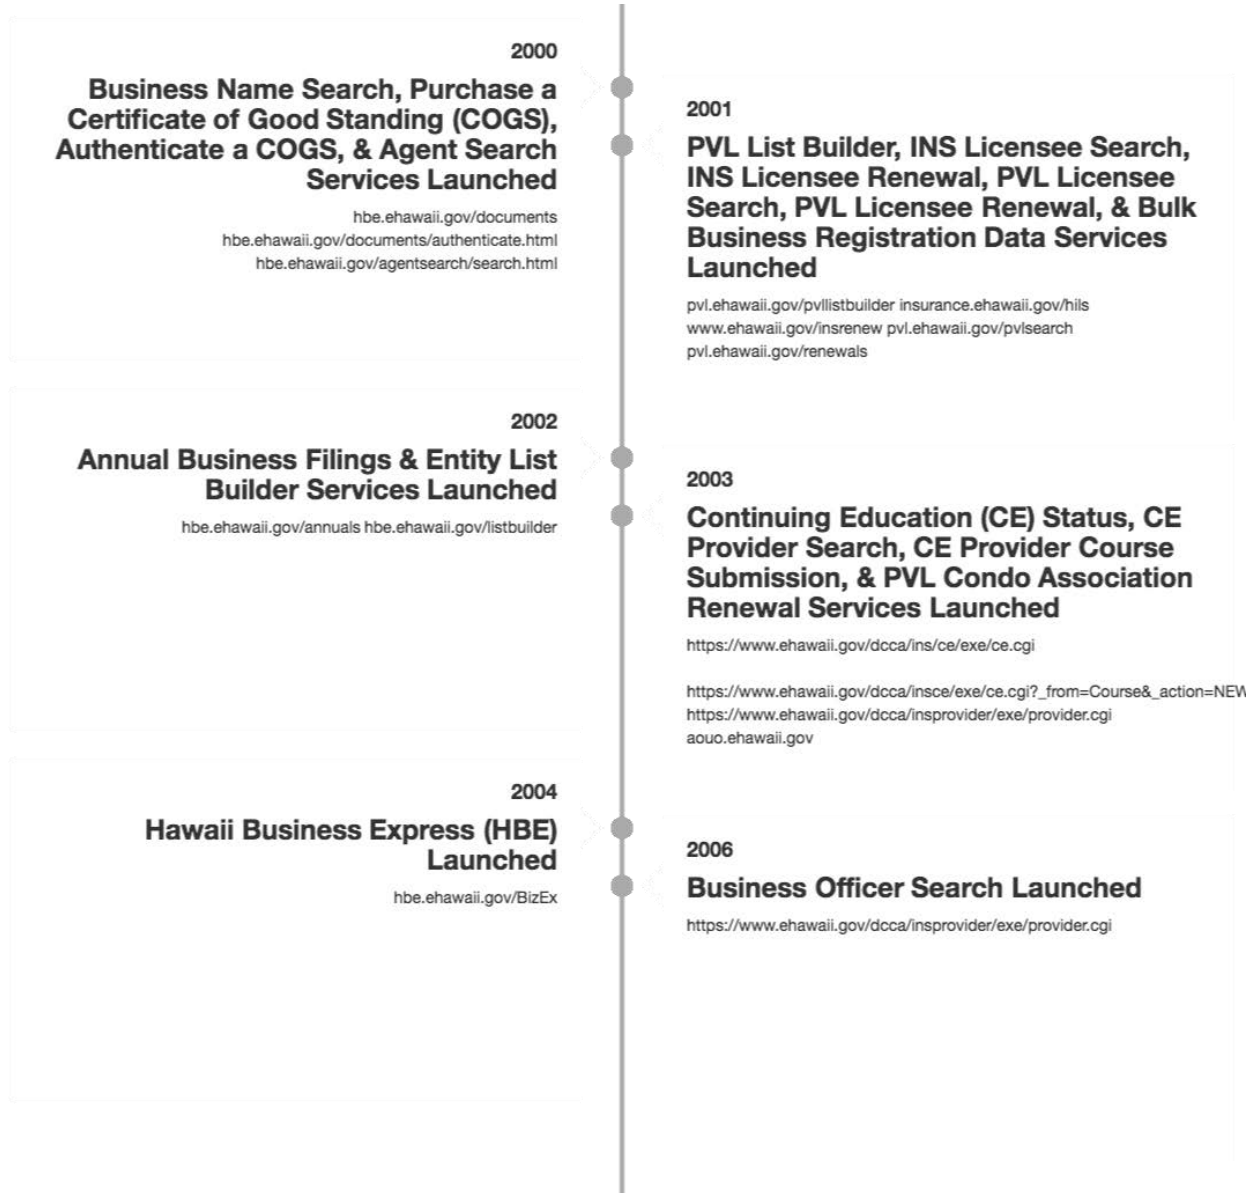 2000
Business Name Search, Purchase a
Certificate of Good Standing (COGS),
Authenticate a COGS, & Agent Search
Services Launched
hbe.ehawaii.gov/documents
hbe.ehawaii.gov/documents/authenticate.html
hbe.ehawaii.gov/agentsearch/search.html
2001
PVL List Builder, INS Licensee Search,
INS Licensee Renewal, PVL Licensee
Search, PVL Licensee Renewal, & Bulk
Business Registration Data Services
Launched
pvl.ehawaii.gov/pvllistbuilder insurance.ehawaii.gov/hils
www.ehawaii.gov/insrenew pvl.ehawaii.gov/pvlsearch
pvl.ehawaii.gov/renewals
2002
Annual Business Filings & Entity List
Builder Services Launched
hbe.ehawaii.gov/annuals hbe.ehawaii.gov/listbuilder
2003
Continuing Education (CE) Status, CE
Provider Search, CE Provider Course
Submission, & PVL Condo Association
Renewal Services Launched
https://www.ehawaii.gov/dcca/ins/ce/exe/ce.cgi
https://www.ehawaii.gov/dcca/insce/exe/ce.cgi?_from=Course&_action=NEW
https://www.ehawaii.gov/dcca/insprovider/exe/provider.cgi
aouo.ehawaii.gov
2004
Hawaii Business Express (HBE)
Launched
hbe.ehawaii.gov/BizEx
2006
Business Officer Search Launched
https://www.ehawaii.gov/dcca/insprovider/exe/provider.cgi